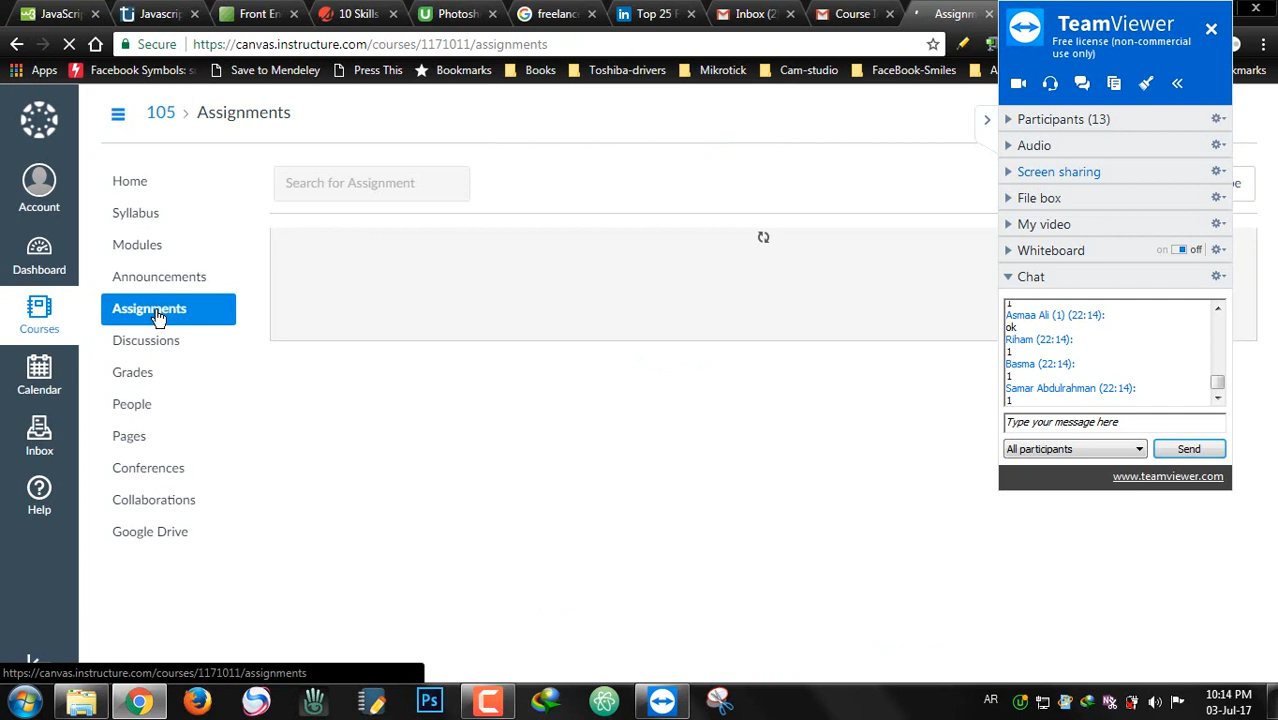 JavaScri
Javascrip
Front En
10 Skills
Photosh
freelanc
Top 25 F
Inbox (2
Course I
Assignm
Secure
https://canvas.instructure.com/courses/1171011/assignments
Apps
Facebook Symbols: s
Save to Mendeley
Press This
Bookmarks
Books
Toshiba-drivers
Mikrotick
Cam-studio
FaceBook-Smiles
A
kmarks
TeamViewer
Free license (non-commercial
use only)
Participants (13)
Audio
Screen sharing
File box
My video
Whiteboard
on
off
Chat
1
Asmaa Ali (1) (22:14):
ok
Riham (22:14):
1
Basma (22:14):
1
Samar Abdulrahman (22:14):
1
Type your message here
All participants
Send
www.teamviewer.com
Account
Dashboard
Courses
Calendar
Inbox
Help
105 > Assignments
Home
Syllabus
Modules
Announcements
Assignments
Discussions
Grades
People
Pages
Conferences
Collaborations
Google Drive
Search for Assignment
https://canvas.instructure.com/courses/1171011/assignments
Ps
AR
10:14 PM
03-Jul-17